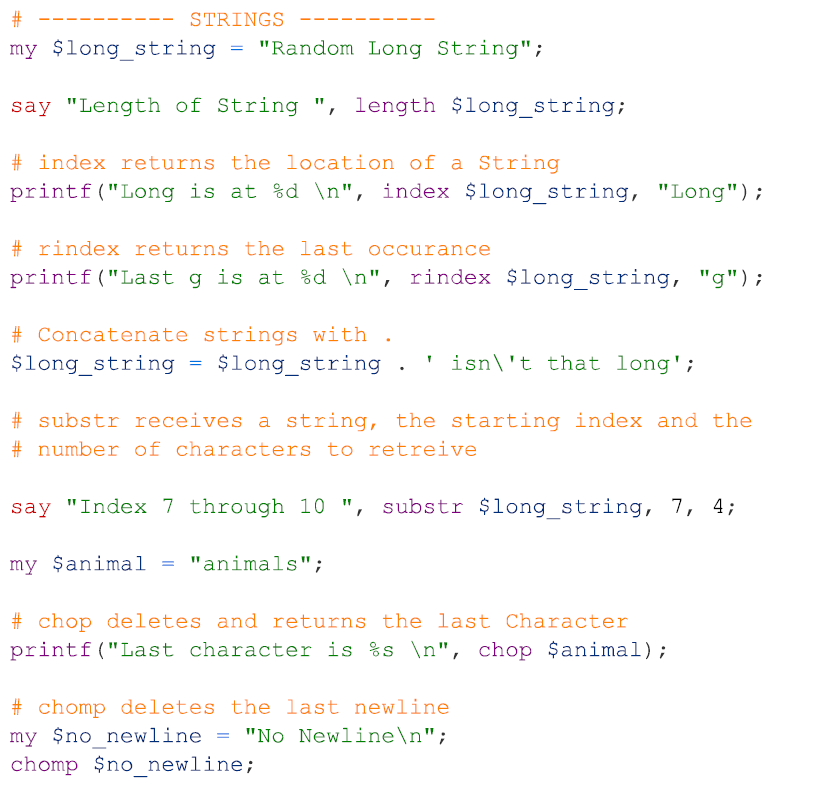 # ---------- STRINGS ----------
my $long_string = "Random Long String";
say "Length of String ", length $long_string;
# index returns the location of a String
printf("Long is at %d \n", index $long_string, "Long");
# rindex returns the last occurance
printf("Last g is at %d \n", rindex $long_string, "g");
# Concatenate strings with .
$long_string = $long_string . ' isn\'t that long';
# substr receives a string, the starting index and the
# number of characters to retreive
say "Index 7 through 10 ", substr $long_string, 7, 4;
my $animal = "animals";
# chop deletes and returns the last Character
printf("Last character is %s \n", chop $animal);
# chomp deletes the last newline
my $no_newline = "No Newline\n";
chomp $no_newline;